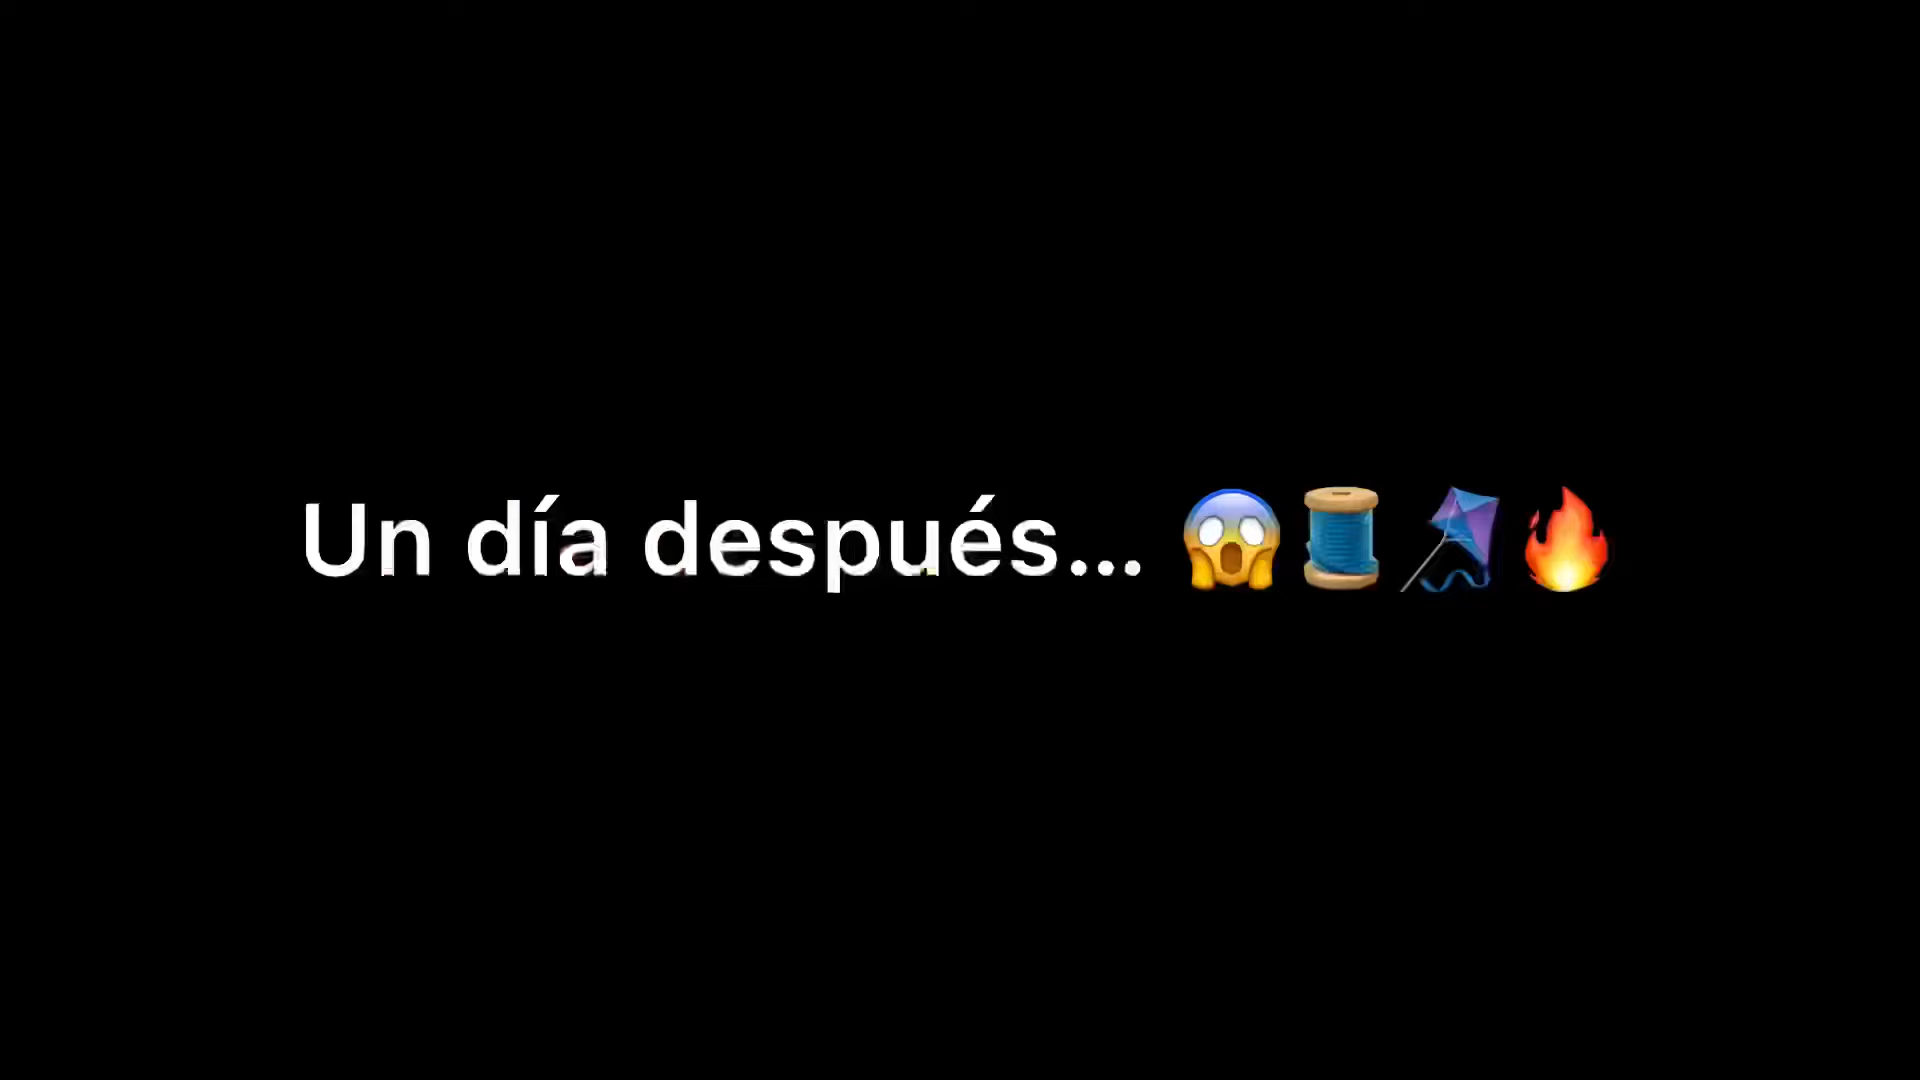 Un día después... 😱🧵🪁🔥